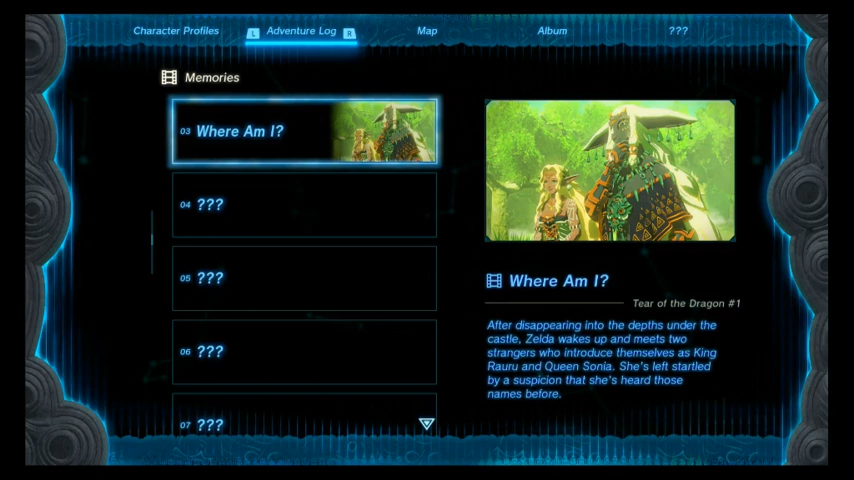 Character Profiles
L
Adventure Log
R
Map
Album
???
Memories
03 Where Am I?
04 ???
05 ???
06 ???
07 ???
Where Am I?
Tear of the Dragon #1
After disappearing into the depths under the
castle, Zelda wakes up and meets two
strangers who introduce themselves as King
Rauru and Queen Sonia. She's left startled
by a suspicion that she's heard those
names before.